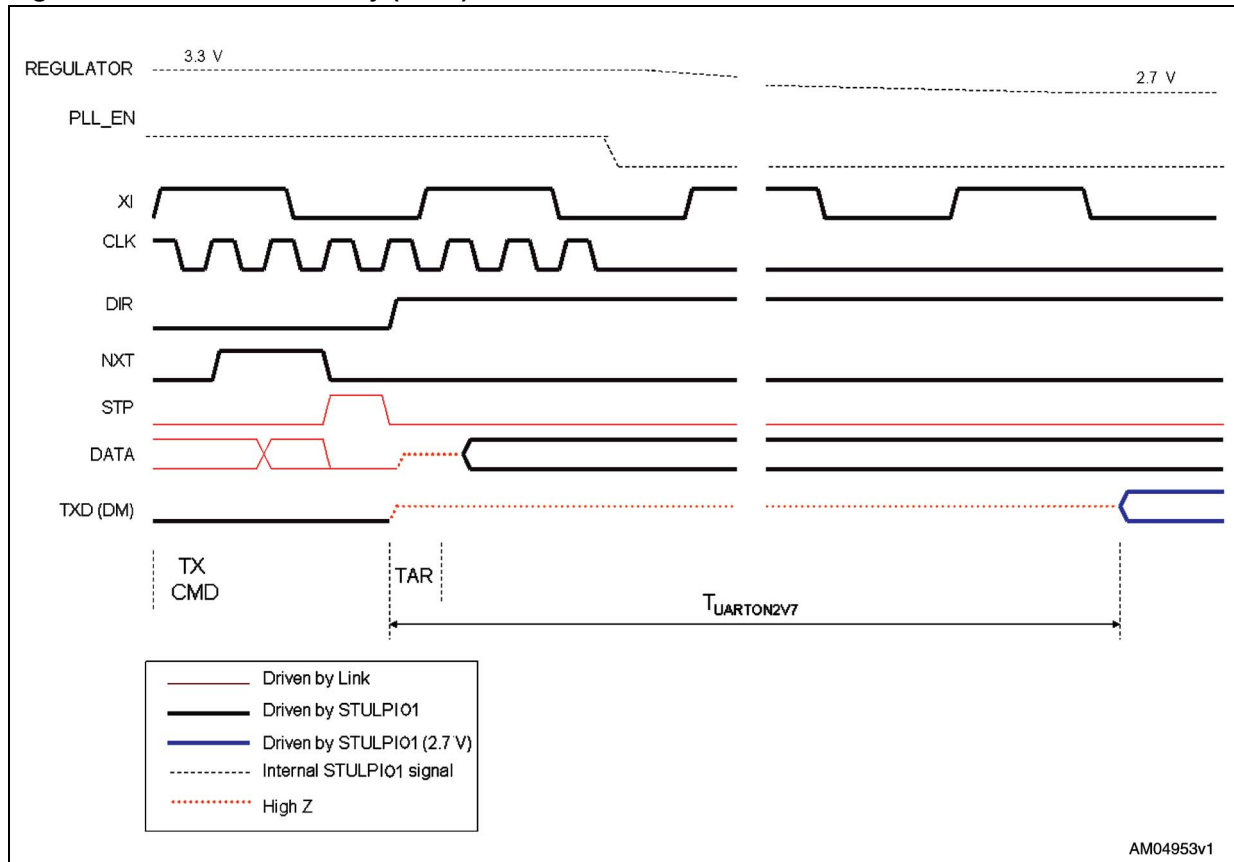 REGULATOR
3.3 V
2.7 V
PLL_EN
XI
CLK
DIR
NXT
STP
DATA
TXD (DM)
TX
CMD
TAR
TUARTON2V7
Driven by Link
Driven by STULPI01
Driven by STULPI01 (2.7 V)
Internal STULPI01 signal
High Z
AM04953v1